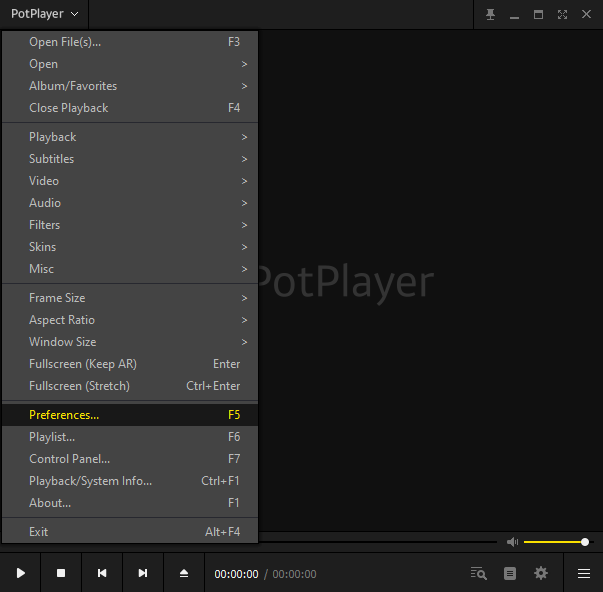 PotPlayer
Open File(s)... F3
Open >
Album/Favorites >
Close Playback F4
Playback >
Subtitles >
Video >
Audio >
Filters >
Skins >
Misc >
PotPlayer
Frame Size >
Aspect Ratio >
Window Size >
Fullscreen (Keep AR) Enter
Fullscreen (Stretch) Ctrl+Enter
Preferences... F5
Playlist... F6
Control Panel... F7
Playback/System Info... Ctrl+F1
About... F1
Exit Alt+F4
00:00:00 / 00:00:00